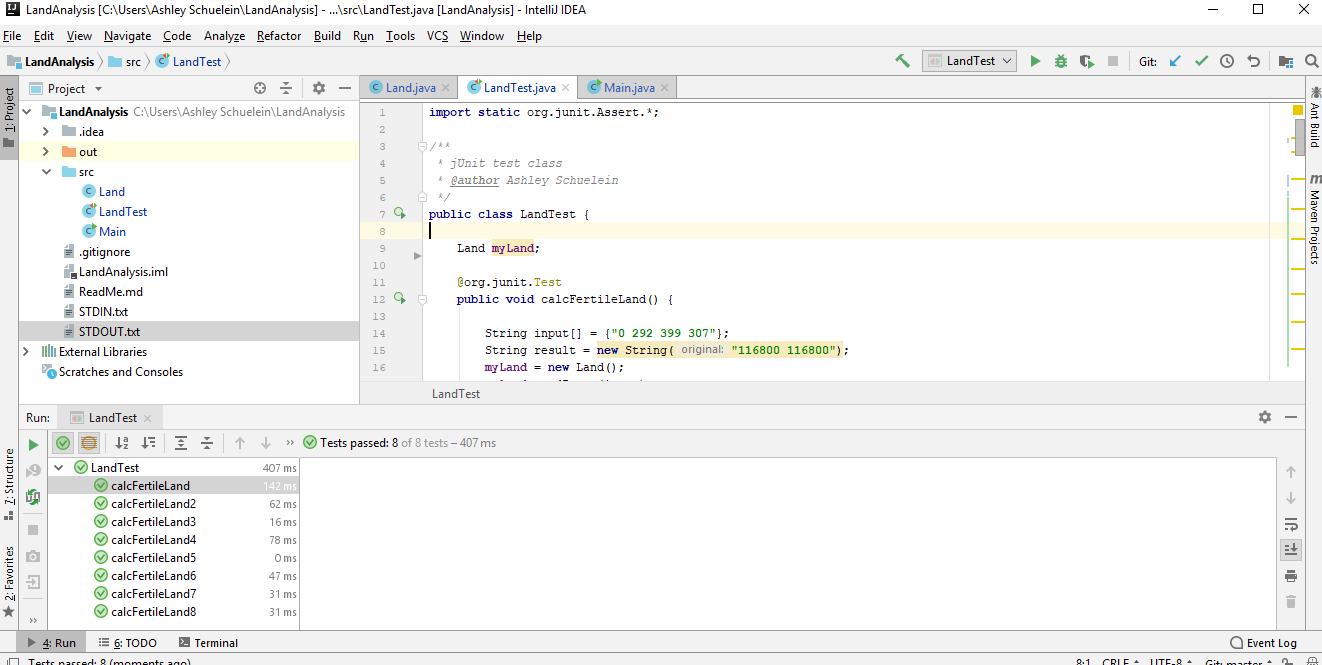 LandAnalysis [C:\Users\Ashley Schuelein\LandAnalysis] - ...\src\LandTest.java [LandAnalysis] - IntelliJ IDEA
File Edit View Navigate Code Analyze Refactor Build Run Tools VCS Window Help
LandAnalysis src LandTest
LandTest Git:
1: Project
Project
Land.java LandTest.java Main.java
LandAnalysis C:\Users\Ashley Schuelein\LandAnalysis
.idea
out
src
Land
LandTest
Main
.gitignore
LandAnalysis.iml
ReadMe.md
STDIN.txt
STDOUT.txt
External Libraries
Scratches and Consoles
1 import static org.junit.Assert.*;
2
3 /**
4 * jUnit test class
5 * @author Ashley Schuelein
6 */
7 public class LandTest {
8
9 Land myLand;
10
11 @org.junit.Test
12 public void calcFertileLand() {
13
14 String input[] = {"0 292 399 307"};
15 String result = new String( original: "116800 116800");
16 myLand = new Land();
LandTest
Ant Build
Maven Projects
Run: LandTest
Tests passed: 8 of 8 tests – 407 ms
LandTest 407 ms
calcFertileLand 142 ms
calcFertileLand2 62 ms
calcFertileLand3 16 ms
calcFertileLand4 78 ms
calcFertileLand5 0 ms
calcFertileLand6 47 ms
calcFertileLand7 31 ms
calcFertileLand8 31 ms
7: Structure
2: Favorites
4: Run 6: TODO Terminal Event Log
Tests passed: 8 (moments ago) 8:1 CRLF UTF-8 Git: master